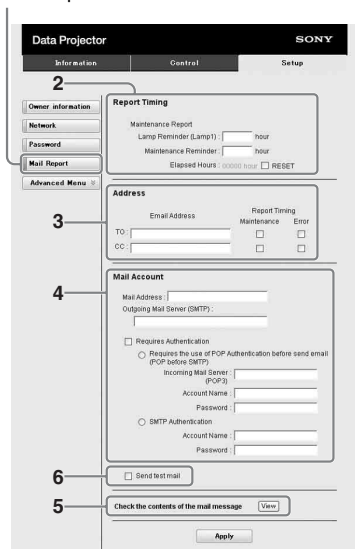 Data Projector SONY
Information Control Setup
2
Owner information
Network
Password
Mail Report
Advanced Menu
Report Timing
Maintenance Report
Lamp Reminder (Lamp1) : hour
Maintenance Reminder : hour
Elapsed Hours : 00000 hour RESET
3
Address
Email Address Report Timing
Maintenance Error
TO :
CC :
4
Mail Account
Mail Address :
Outgoing Mail Server (SMTP) :
Requires Authentication
Requires the use of POP Authentication before send email
(POP before SMTP)
Incoming Mail Server :
(POP3)
Account Name :
Password :
SMTP Authentication
Account Name :
Password :
6
Send test mail
5
Check the contents of the mail message View
Apply